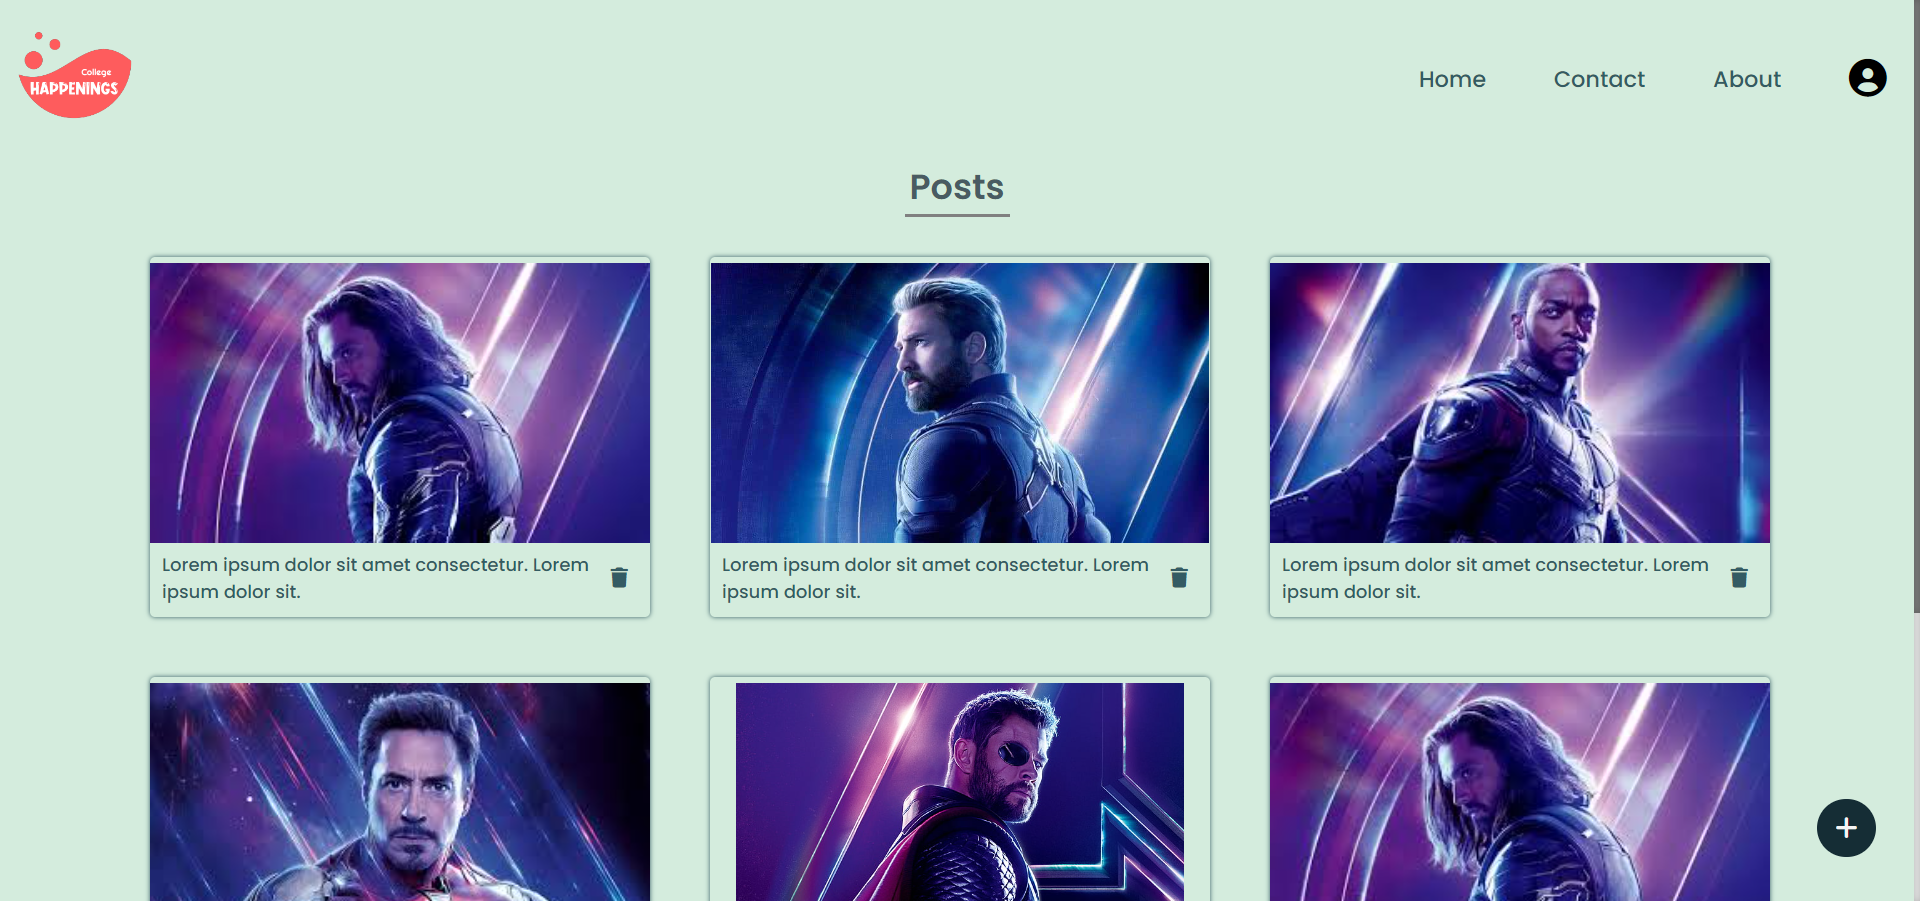 College
HAPPENINGS
Home
Contact
About
Posts
Lorem ipsum dolor sit amet consectetur. Lorem
ipsum dolor sit.
Lorem ipsum dolor sit amet consectetur. Lorem
ipsum dolor sit.
Lorem ipsum dolor sit amet consectetur. Lorem
ipsum dolor sit.